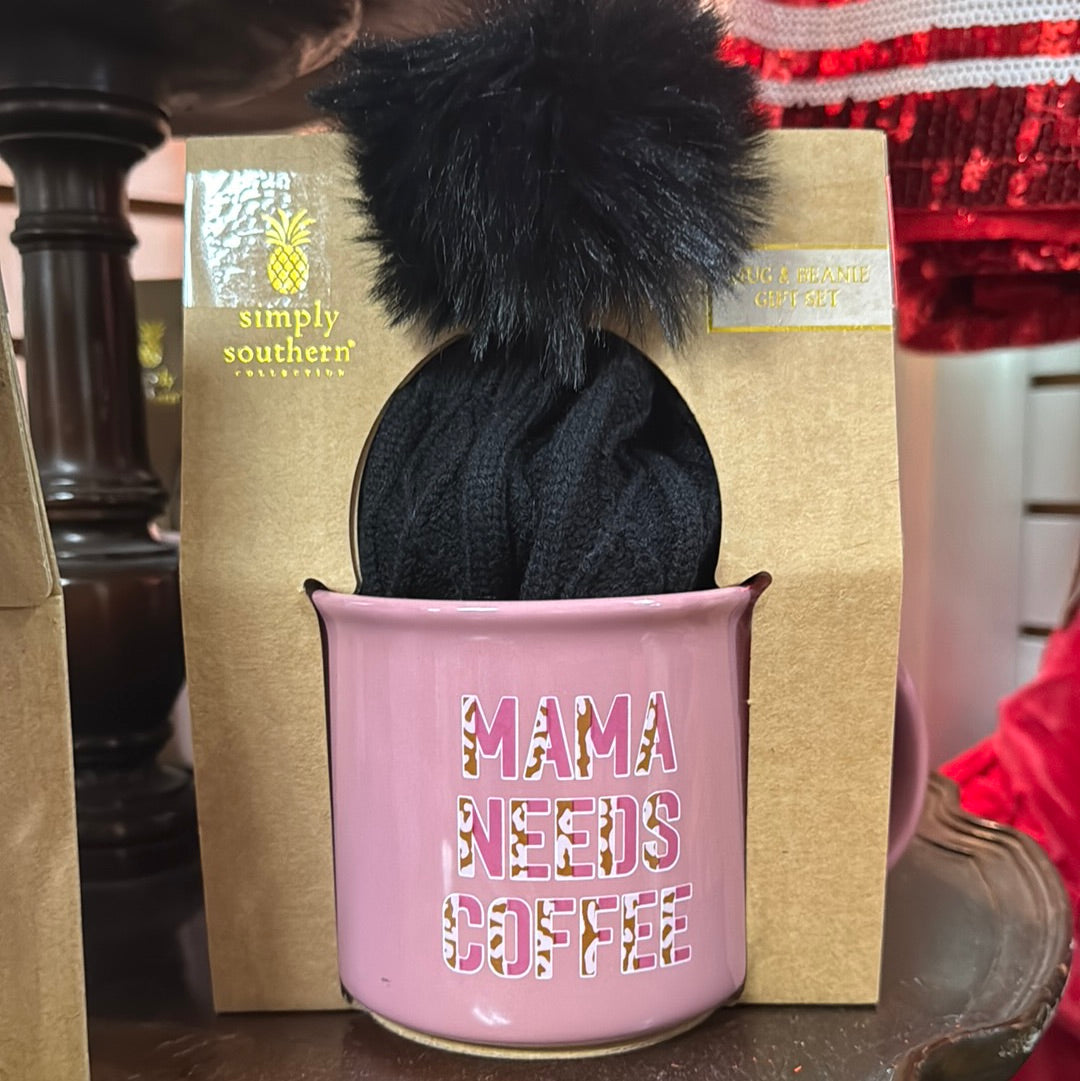 simply
southern®
COLLECTION
MUG & BEANIE
GIFT SET
MAMA
NEEDS
COFFEE